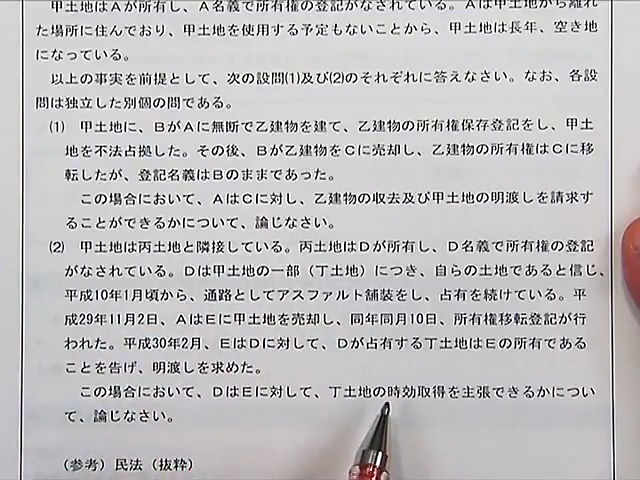 甲土地はAが所有し、A名義で所有権の登記がなされている。Aは甲土地から離れ
た場所に住んでおり、甲土地を使用する予定もないことから、甲土地は長年、空き地
になっている。
以上の事実を前提として、次の設問(1)及び(2)のそれぞれに答えなさい。なお、各設
問は独立した別個の問である。
(1) 甲土地に、BがAに無断で乙建物を建て、乙建物の所有権保存登記をし、甲土
地を不法占拠した。その後、Bが乙建物をCに売却し、乙建物の所有権はCに移
転したが、登記名義はBのままであった。
この場合において、AはCに対し、乙建物の収去及び甲土地の明渡しを請求す
ることができるかについて、論じなさい。
(2) 甲土地は丙土地と隣接している。丙土地はDが所有し、D名義で所有権の登記
がなされている。Dは甲土地の一部（丁土地）につき、自らの土地であると信じ、
平成10年1月頃から、通路としてアスファルト舗装をし、占有を続けている。平
成29年11月2日、AはEに甲土地を売却し、同年同月10日、所有権移転登記が行
われた。平成30年2月、EはDに対して、Dが占有する丁土地はEの所有である
ことを告げ、明渡しを求めた。
この場合において、DはEに対して、丁土地の時効取得を主張できるかについ
て、論じなさい。
（参考）民法（抜粋）